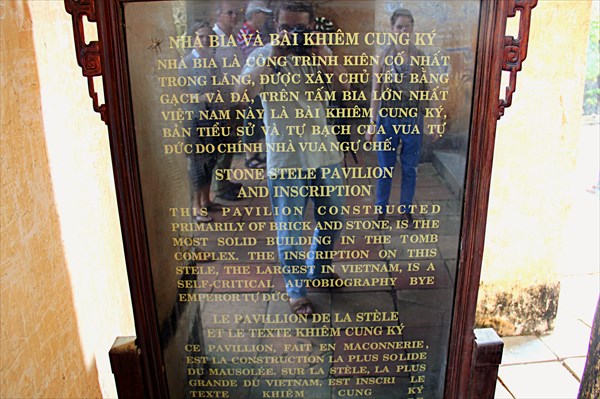 NHÀ BIA VÀ BÀI KHIÊM CUNG KÝ
NHÀ BIA LÀ CÔNG TRÌNH KIÊN CỐ NHẤT
TRONG LĂNG, ĐƯỢC XÂY CHỦ YẾU BẰNG
GẠCH VÀ ĐÁ, TRÊN TẤM BIA LỚN NHẤT
VIỆT NAM NÀY LÀ BÀI KHIÊM CUNG KÝ,
BẢN TIỂU SỬ VÀ TỰ BẠCH CỦA VUA TỰ
ĐỨC DO CHÍNH NHÀ VUA NGỰ CHẾ.
STONE STELE PAVILION
AND INSCRIPTION
THIS PAVILION CONSTRUCTED
PRIMARILY OF BRICK AND STONE, IS THE
MOST SOLID BUILDING IN THE TOMB
COMPLEX. THE INSCRIPTION ON THIS
STELE, THE LARGEST IN VIETNAM, IS A
SELF-CRITICAL AUTOBIOGRAPHY BYE
EMPEROR TỰ ĐỨC.
LE PAVILLION DE LA STÈLE
ET LE TEXTE KHIÊM CUNG KÝ
CE PAVILLION, FAIT EN MACONNERIE,
EST LA CONSTRUCTION LA PLUS SOLIDE
DU MAUSOLÉE. SUR LA STÈLE, LA PLUS
GRANDE DU VIETNAM, EST INSCRI LE
TEXTE KHIÊM CUNG KÝ